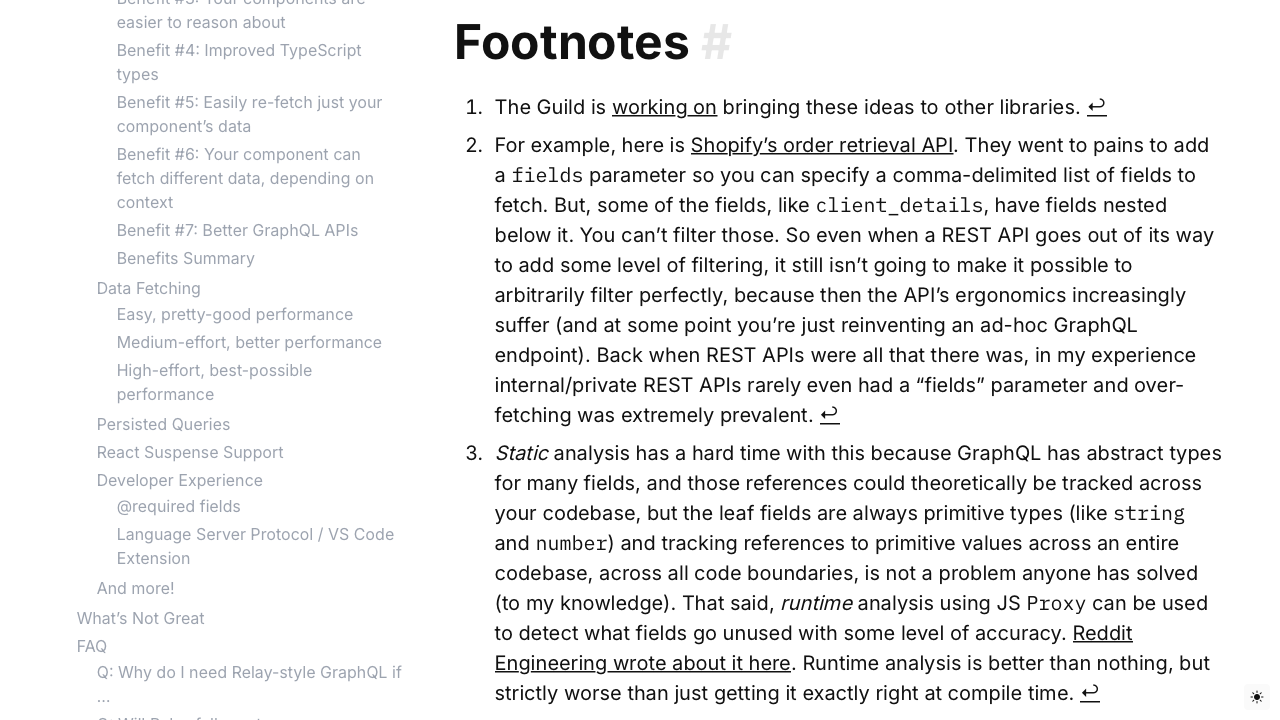 Benefit #3: Your components are
easier to reason about
Benefit #4: Improved TypeScript
types
Benefit #5: Easily re-fetch just your
component’s data
Benefit #6: Your component can
fetch different data, depending on
context
Benefit #7: Better GraphQL APIs
Benefits Summary
Data Fetching
Easy, pretty-good performance
Medium-effort, better performance
High-effort, best-possible
performance
Persisted Queries
React Suspense Support
Developer Experience
@required fields
Language Server Protocol / VS Code
Extension
And more!
What’s Not Great
FAQ
Q: Why do I need Relay-style GraphQL if
...
Footnotes #
1. The Guild is working on bringing these ideas to other libraries. ↩
2. For example, here is Shopify’s order retrieval API. They went to pains to add
a fields parameter so you can specify a comma-delimited list of fields to
fetch. But, some of the fields, like client_details, have fields nested
below it. You can’t filter those. So even when a REST API goes out of its way
to add some level of filtering, it still isn’t going to make it possible to
arbitrarily filter perfectly, because then the API’s ergonomics increasingly
suffer (and at some point you’re just reinventing an ad-hoc GraphQL
endpoint). Back when REST APIs were all that there was, in my experience
internal/private REST APIs rarely even had a “fields” parameter and over-
fetching was extremely prevalent. ↩
3. Static analysis has a hard time with this because GraphQL has abstract types
for many fields, and those references could theoretically be tracked across
your codebase, but the leaf fields are always primitive types (like string
and number) and tracking references to primitive values across an entire
codebase, across all code boundaries, is not a problem anyone has solved
(to my knowledge). That said, runtime analysis using JS Proxy can be used
to detect what fields go unused with some level of accuracy. Reddit
Engineering wrote about it here. Runtime analysis is better than nothing, but
strictly worse than just getting it exactly right at compile time. ↩